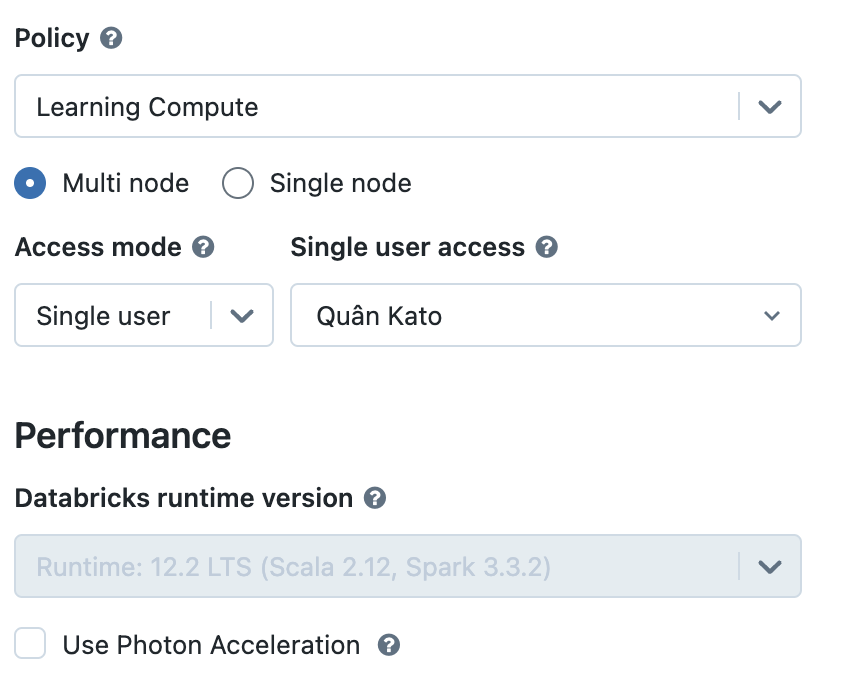 Policy
Learning Compute
Multi node Single node
Access mode Single user access
Single user Quân Kato
Performance
Databricks runtime version
Runtime: 12.2 LTS (Scala 2.12, Spark 3.3.2)
Use Photon Acceleration